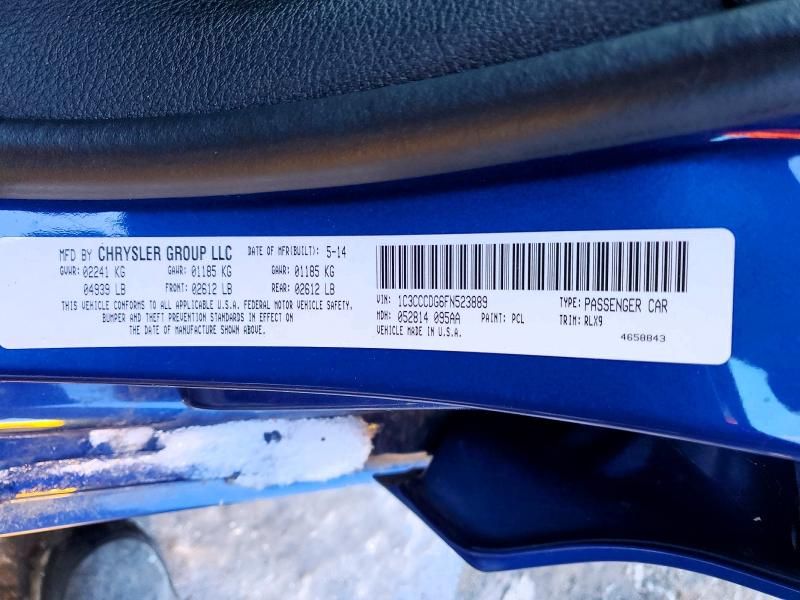 MFD BY CHRYSLER GROUP LLC DATE OF MFR(BUILT): 5-14
GVWR: 02241 KG GAWR: 01185 KG GAWR: 01185 KG
04939 LB FRONT: 02612 LB REAR: 02612 LB
THIS VEHICLE CONFORMS TO ALL APPLICABLE U.S.A. FEDERAL MOTOR VEHICLE SAFETY,
BUMPER AND THEFT PREVENTION STANDARDS IN EFFECT ON
THE DATE OF MANUFACTURE SHOWN ABOVE.
VIN: 1C3CCCDG6FN523889 TYPE: PASSENGER CAR
MDH: 052814 095AA PAINT: PCL TRIM: RLX9
VEHICLE MADE IN U.S.A.
4658843